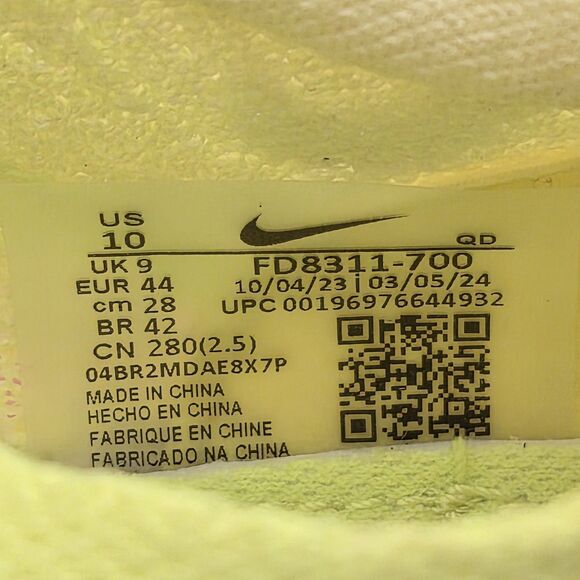 US
10
QD
UK 9
FD8311-700
EUR 44
10/04/23 | 03/05/24
cm 28
UPC 00196976644932
BR 42
CN 280(2.5)
04BR2MDAE8X7P
MADE IN CHINA
HECHO EN CHINA
FABRIQUE EN CHINE
FABRICADO NA CHINA